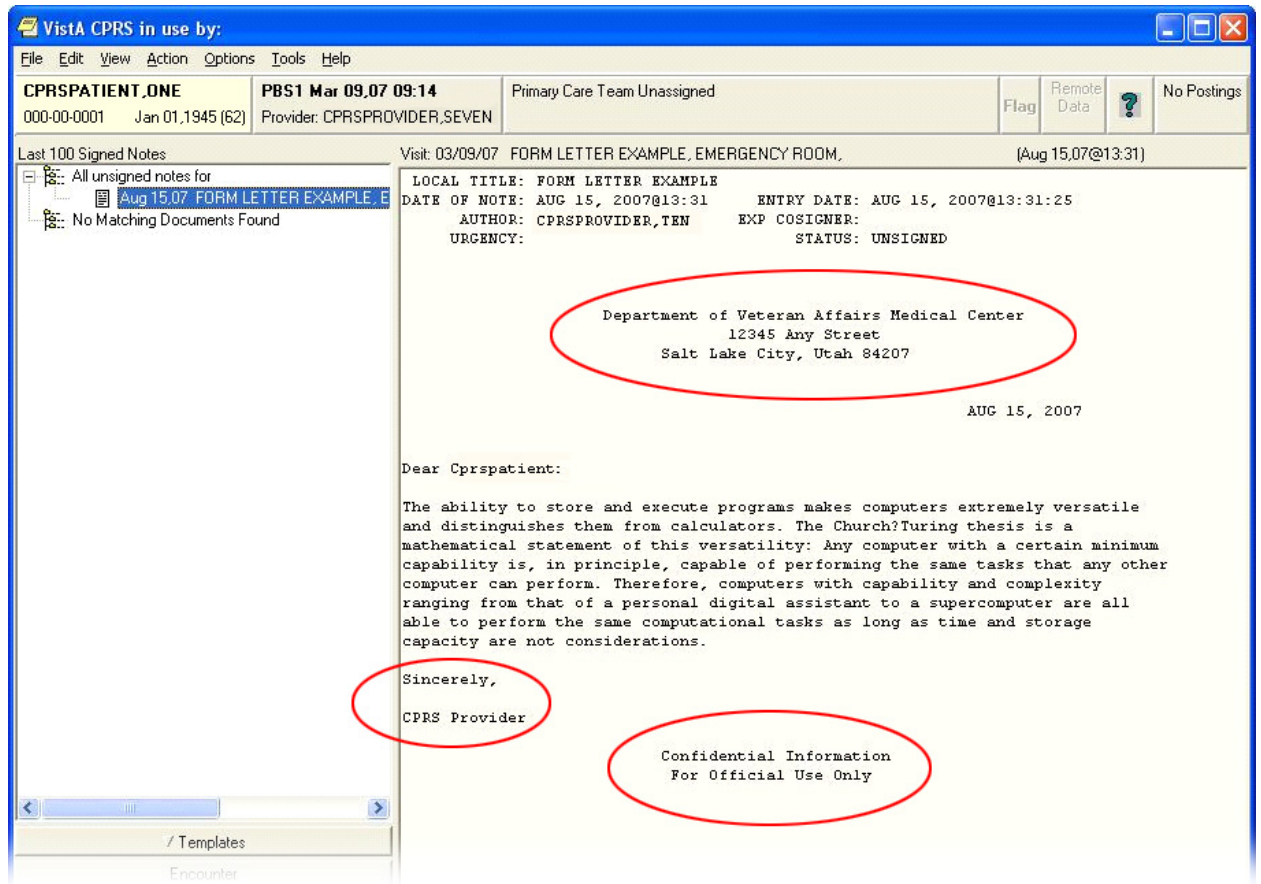 VistA CPRS in use by:
File Edit View Action Options Tools Help
CPRSPATIENT,ONE
000-00-0001 Jan 01,1945 (62)
PBS1 Mar 09,07 09:14
Provider: CPRSPROVIDER,SEVEN
Primary Care Team Unassigned
Flag
Remote
Data
?
No Postings
Last 100 Signed Notes
All unsigned notes for
Aug 15,07 FORM LETTER EXAMPLE, E
No Matching Documents Found
Visit: 03/09/07 FORM LETTER EXAMPLE, EMERGENCY ROOM, (Aug 15,07@13:31)
LOCAL TITLE: FORM LETTER EXAMPLE
DATE OF NOTE: AUG 15, 2007@13:31 ENTRY DATE: AUG 15, 2007@13:31:25
AUTHOR: CPRSPROVIDER,TEN EXP COSIGNER:
URGENCY: STATUS: UNSIGNED
Department of Veteran Affairs Medical Center
12345 Any Street
Salt Lake City, Utah 84207
AUG 15, 2007
Dear Cprspatient:
The ability to store and execute programs makes computers extremely versatile
and distinguishes them from calculators. The Church?Turing thesis is a
mathematical statement of this versatility: Any computer with a certain minimum
capability is, in principle, capable of performing the same tasks that any other
computer can perform. Therefore, computers with capability and complexity
ranging from that of a personal digital assistant to a supercomputer are all
able to perform the same computational tasks as long as time and storage
capacity are not considerations.
Sincerely,
CPRS Provider
Confidential Information
For Official Use Only
/ Templates
Encounter